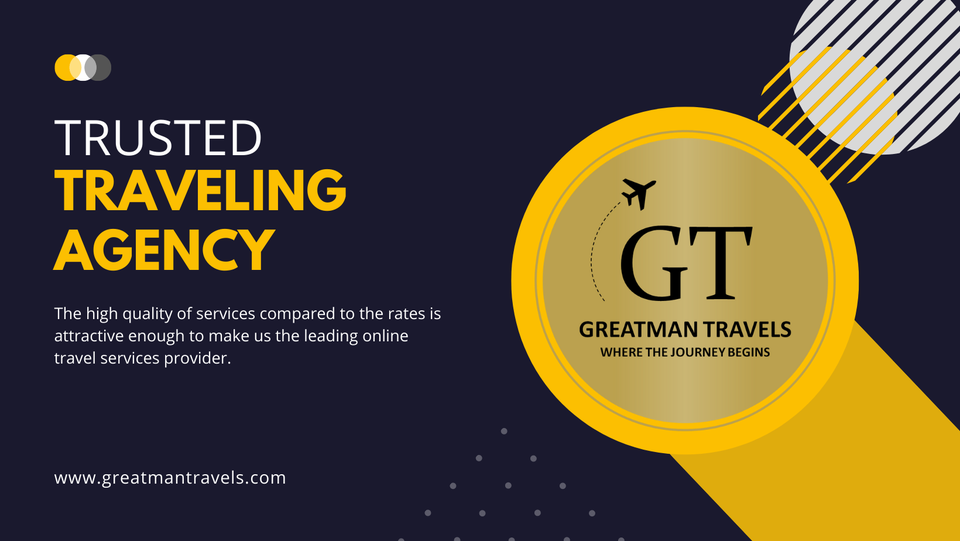 TRUSTED
TRAVELING
AGENCY
The high quality of services compared to the rates is
attractive enough to make us the leading online
travel services provider.
www.greatmantravels.com
GT
GREATMAN TRAVELS
WHERE THE JOURNEY BEGINS